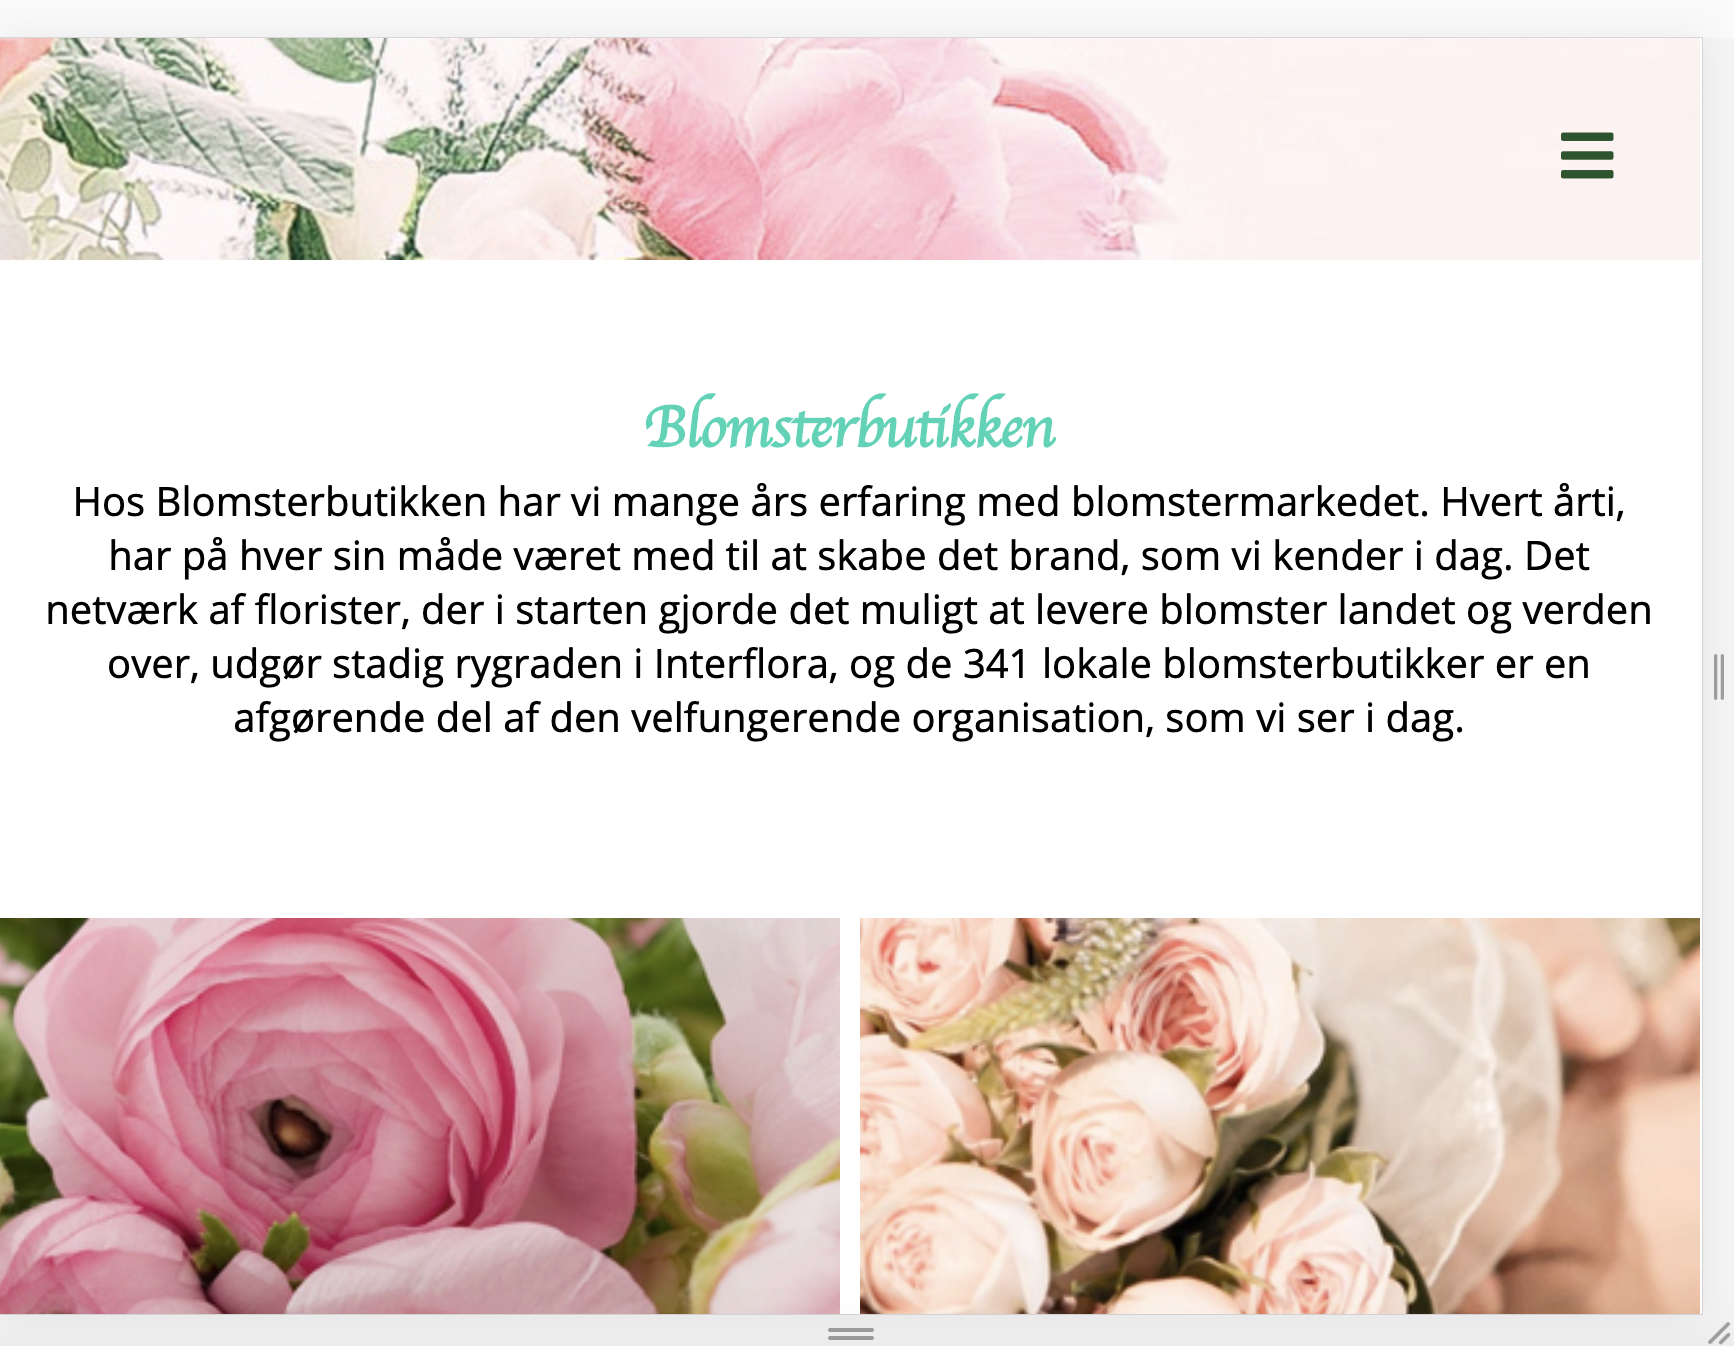 Blomsterbutikken
Hos Blomsterbutikken har vi mange års erfaring med blomstermarkedet. Hvert årti,
har på hver sin måde været med til at skabe det brand, som vi kender i dag. Det
netværk af florister, der i starten gjorde det muligt at levere blomster landet og verden
over, udgør stadig rygraden i Interflora, og de 341 lokale blomsterbutikker er en
afgørende del af den velfungerende organisation, som vi ser i dag.